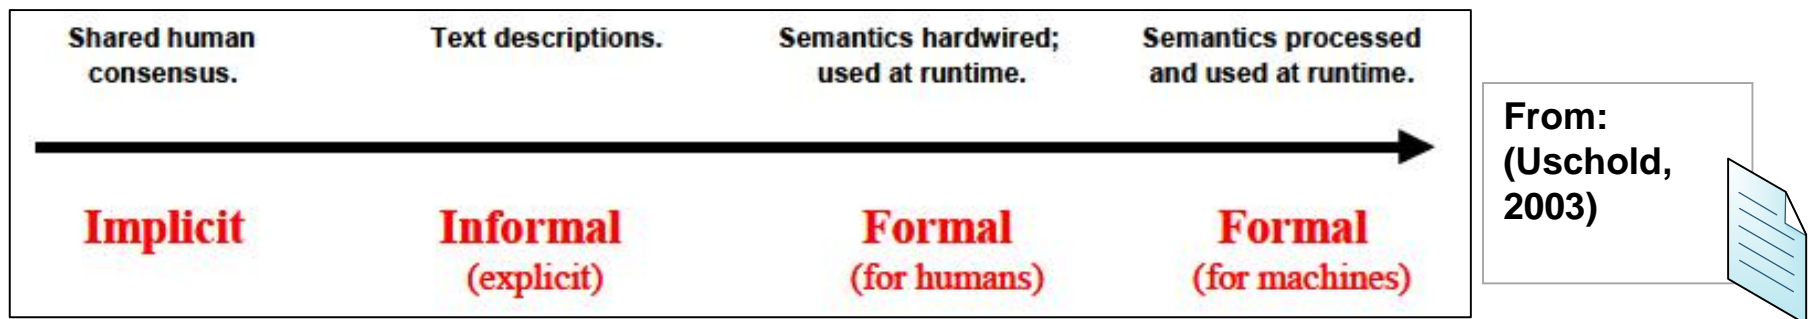 Shared human
consensus.
Text descriptions.
Semantics hardwired;
used at runtime.
Semantics processed
and used at runtime.
Implicit
Informal
(explicit)
Formal
(for humans)
Formal
(for machines)
From:
(Uschold,
2003)